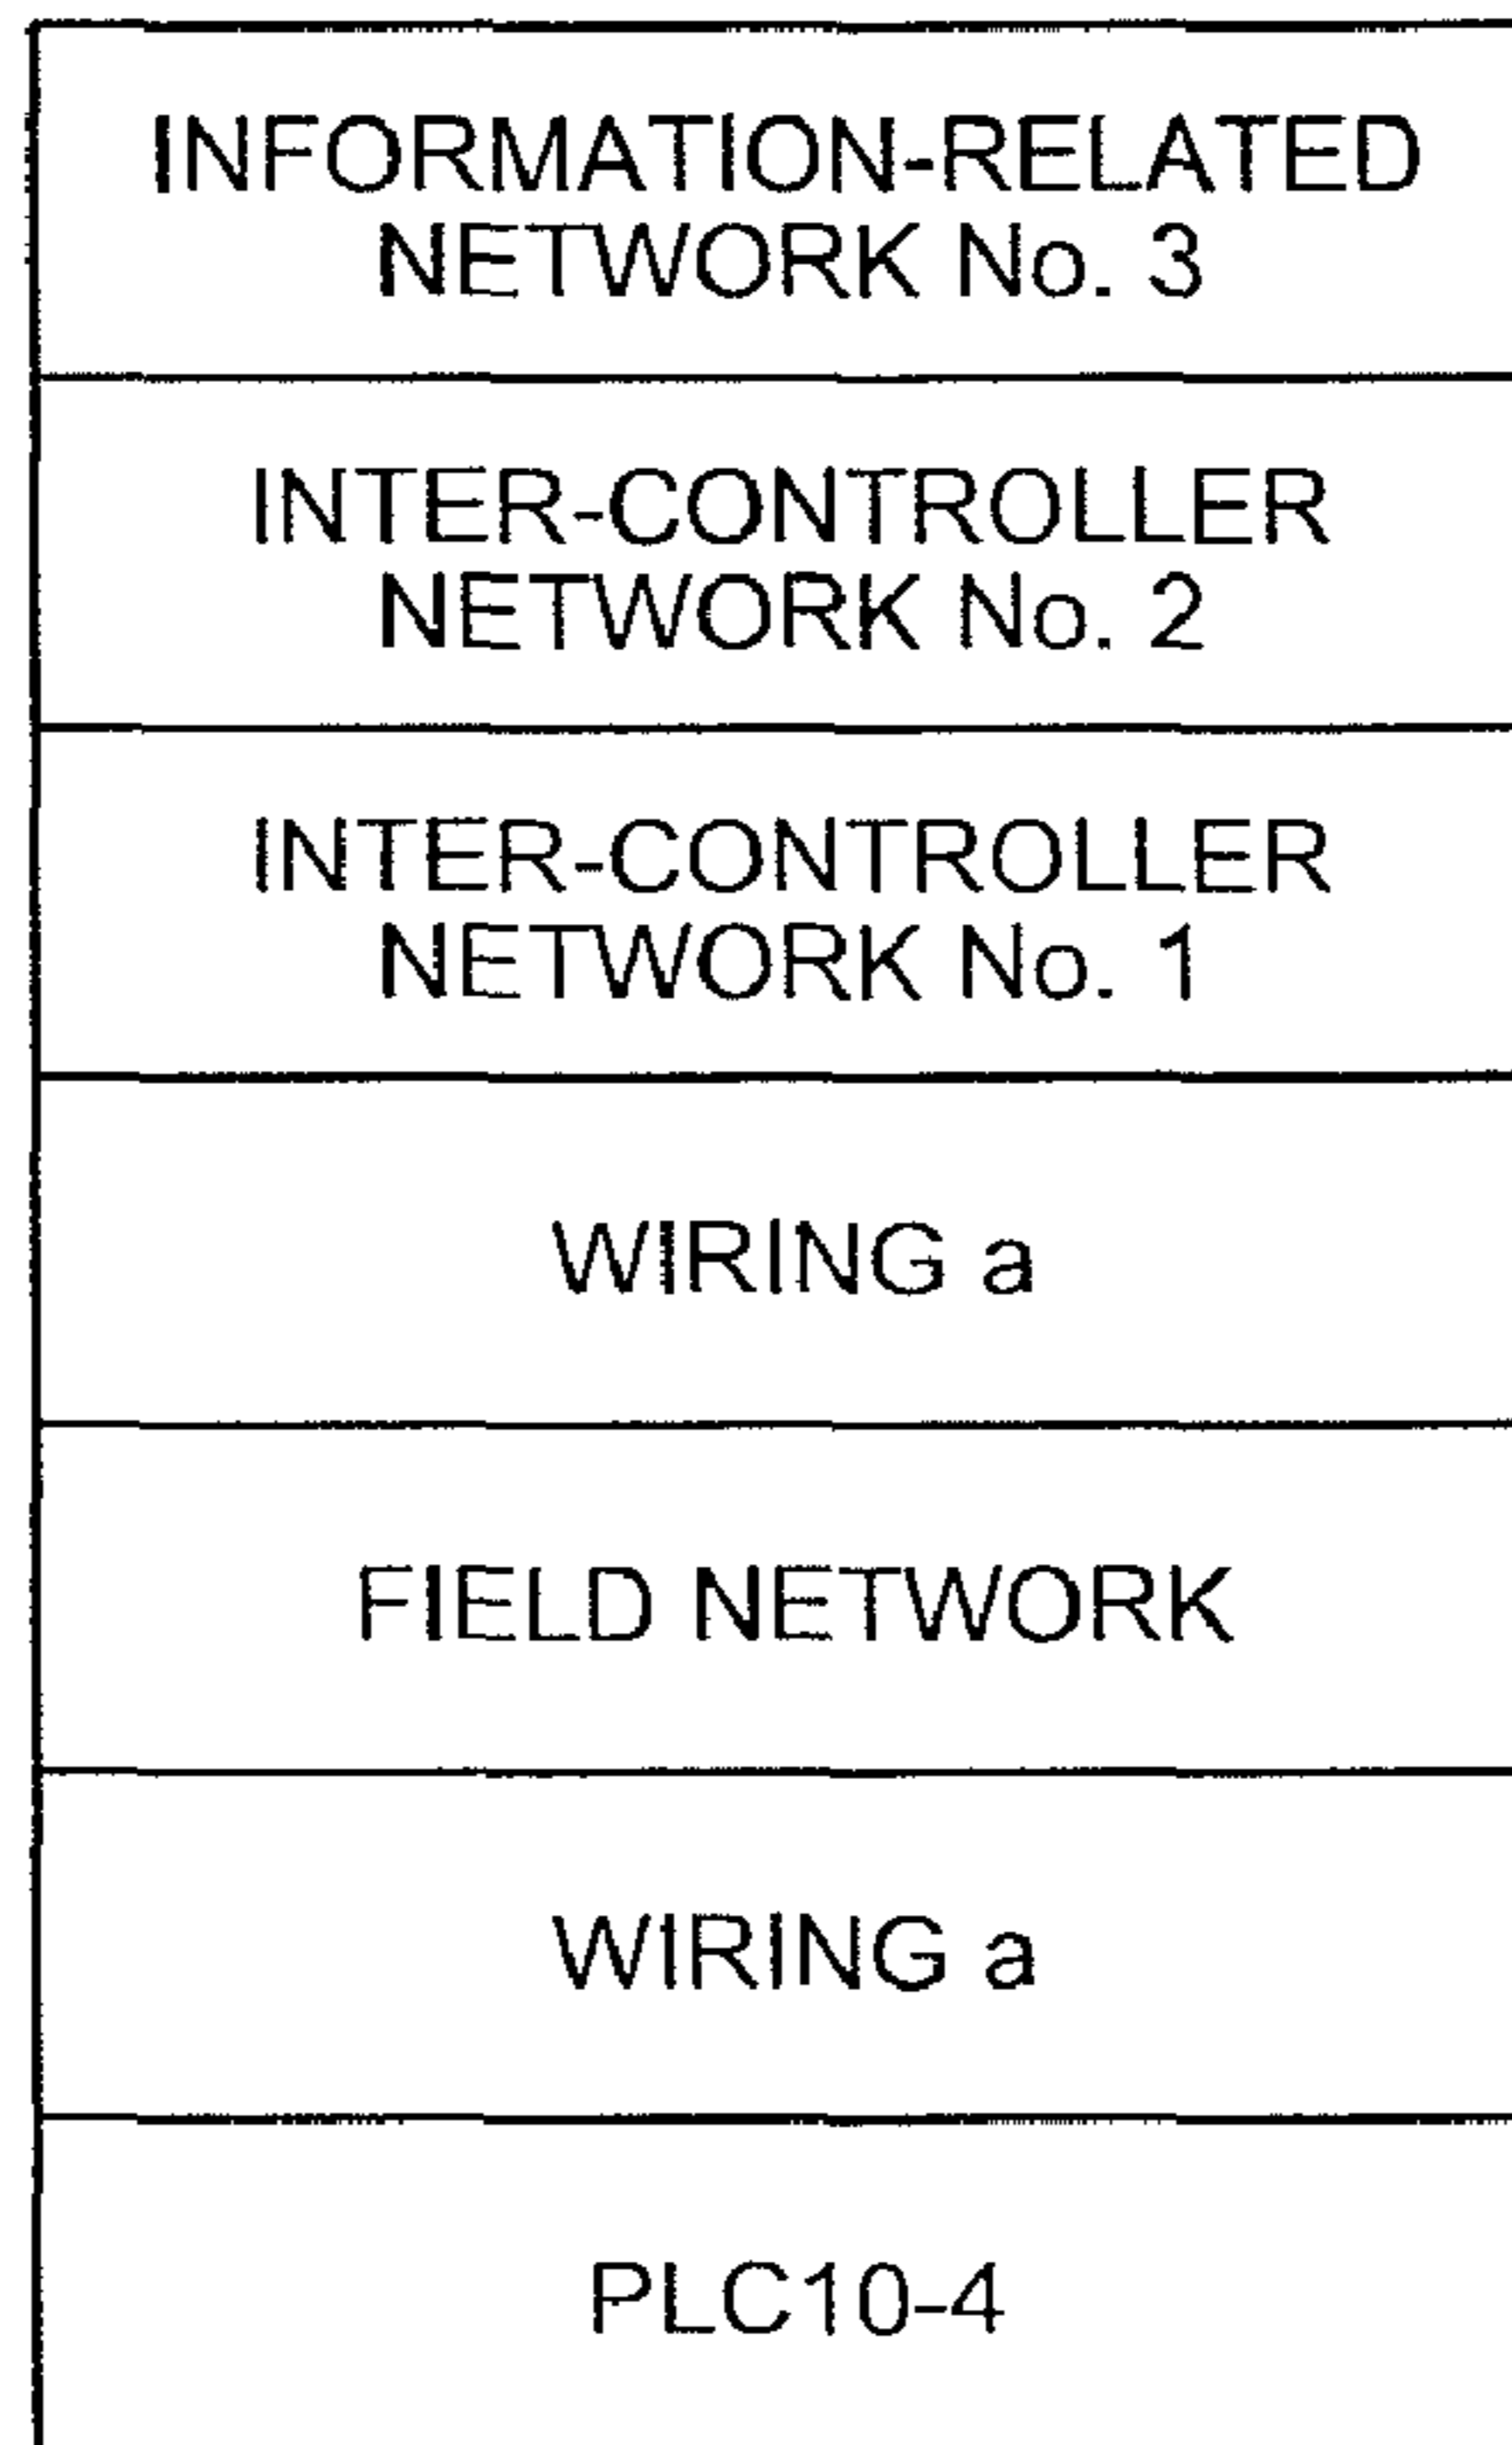 INFORMATION-RELATED
NETWORK No. 3
INTER-CONTROLLER
NETWORK No. 2
INTER-CONTROLLER
NETWORK No. 1
WIRING a
FIELD NETWORK
WIRING a
PLC10-4